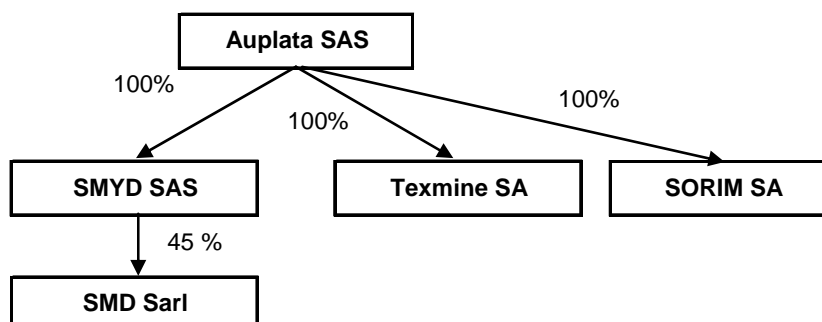 Auplata SAS
100%
100%
100%
SMYD SAS
Texmine SA
SORIM SA
45 %
SMD Sarl